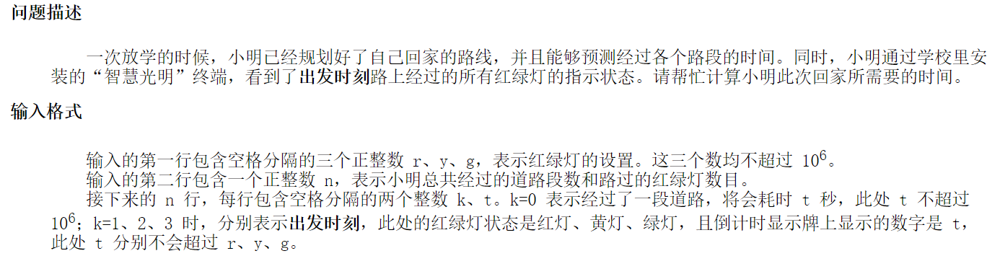 问题描述
一次放学的时候，小明已经规划好了自己回家的路线，并且能够预测经过各个路段的时间。同时，小明通过学校里安
装的“智慧光明”终端，看到了出发时刻路上经过的所有红绿灯的指示状态。请帮忙计算小明此次回家所需要的时间。
输入格式
输入的第一行包含空格分隔的三个正整数 r、y、g，表示红绿灯的设置。这三个数均不超过 10⁶。
输入的第二行包含一个正整数 n，表示小明总共经过的道路段数和路过的红绿灯数目。
接下来的 n 行，每行包含空格分隔的两个整数 k、t。k=0 表示经过了一段道路，将会耗时 t 秒，此处 t 不超过
10⁶；k=1、2、3 时，分别表示出发时刻，此处的红绿灯状态是红灯、黄灯、绿灯，且倒计时显示牌上显示的数字是 t，
此处 t 分别不会超过 r、y、g。